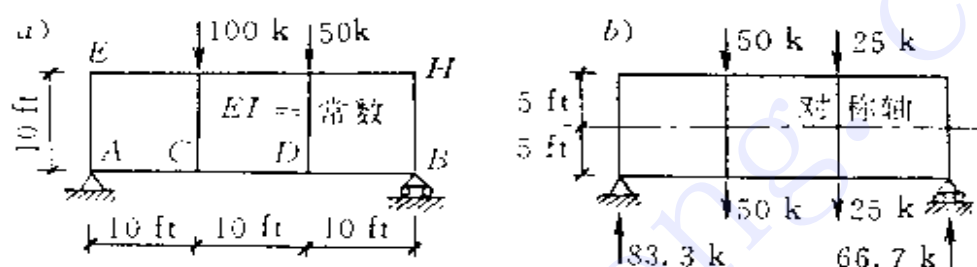 a)
100 k
50k
E
H
EI = 常数
10 ft
A
C
D
B
10 ft
10 ft
10 ft
b)
50 k
25 k
5 ft
对称轴
5 ft
50 k
25 k
83.3 k
66.7 k